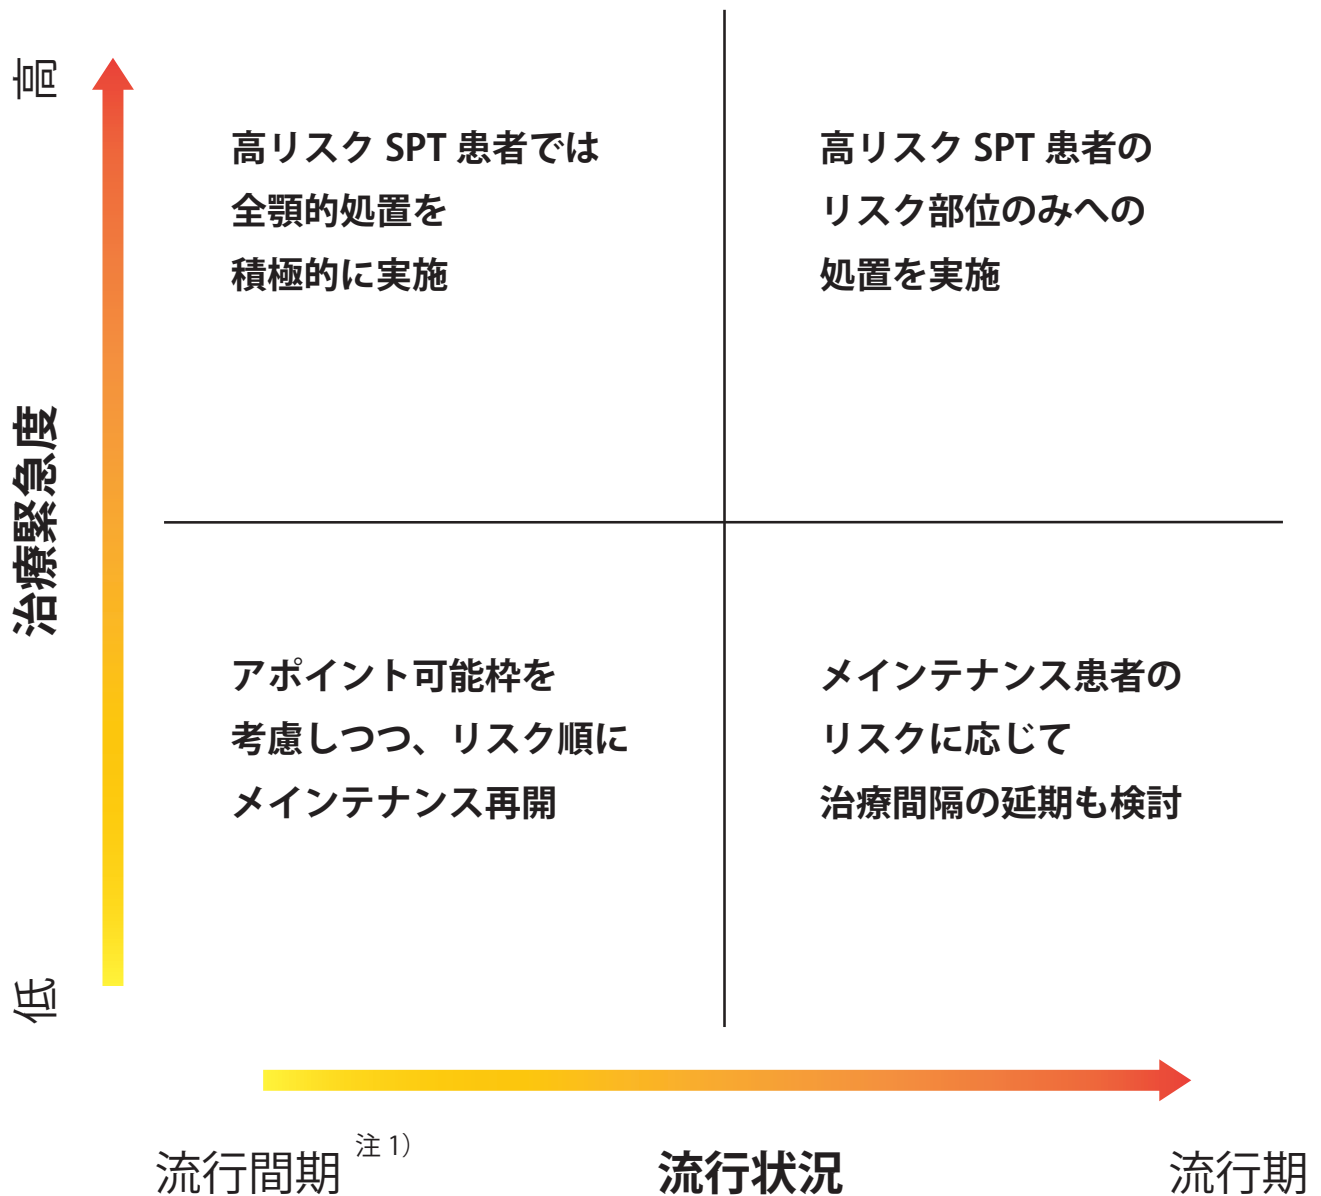 高
治療緊急度
低
高リスク SPT 患者では
全顎的処置を
積極的に実施
高リスク SPT 患者の
リスク部位のみへの
処置を実施
アポイント可能枠を
考慮しつつ、リスク順に
メインテナンス再開
メインテナンス患者の
リスクに応じて
治療間隔の延期も検討
流行間期 注 1)
流行状況
流行期